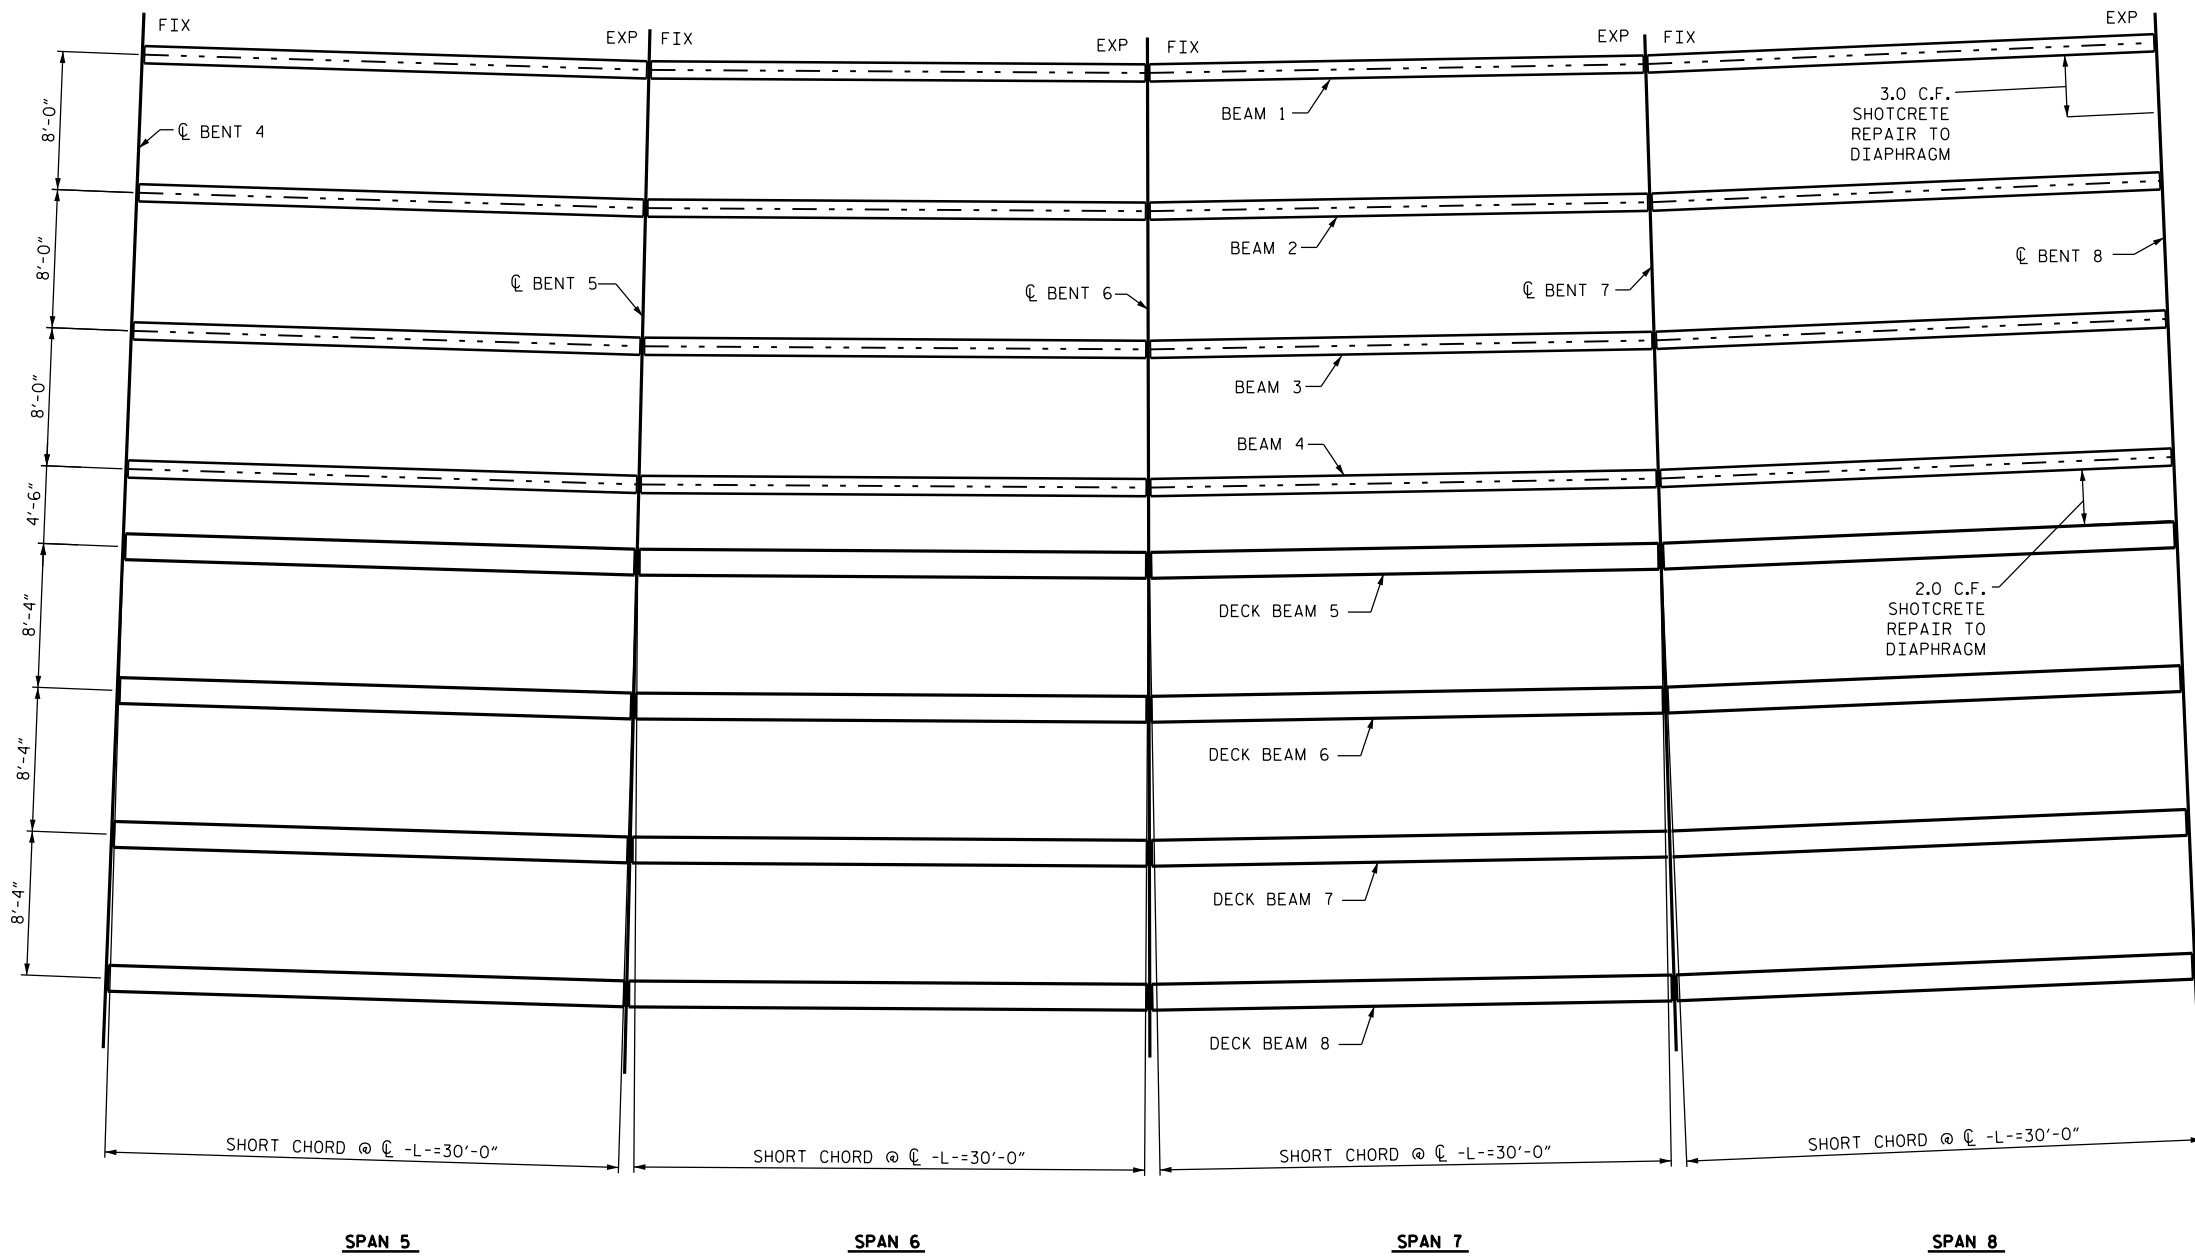 FIX
EXP FIX
EXP FIX
EXP FIX
EXP
8'-0"
℄ BENT 4
BEAM 1
3.0 C.F.
SHOTCRETE
REPAIR TO
DIAPHRAGM
8'-0"
℄ BENT 5
℄ BENT 6
BEAM 2
℄ BENT 7
℄ BENT 8
8'-0"
BEAM 3
BEAM 4
4'-6"
8'-4"
DECK BEAM 5
2.0 C.F.
SHOTCRETE
REPAIR TO
DIAPHRAGM
8'-4"
DECK BEAM 6
8'-4"
DECK BEAM 7
DECK BEAM 8
SHORT CHORD @ ℄ -L-=30'-0"
SHORT CHORD @ ℄ -L-=30'-0"
SHORT CHORD @ ℄ -L-=30'-0"
SHORT CHORD @ ℄ -L-=30'-0"
SPAN 5
SPAN 6
SPAN 7
SPAN 8